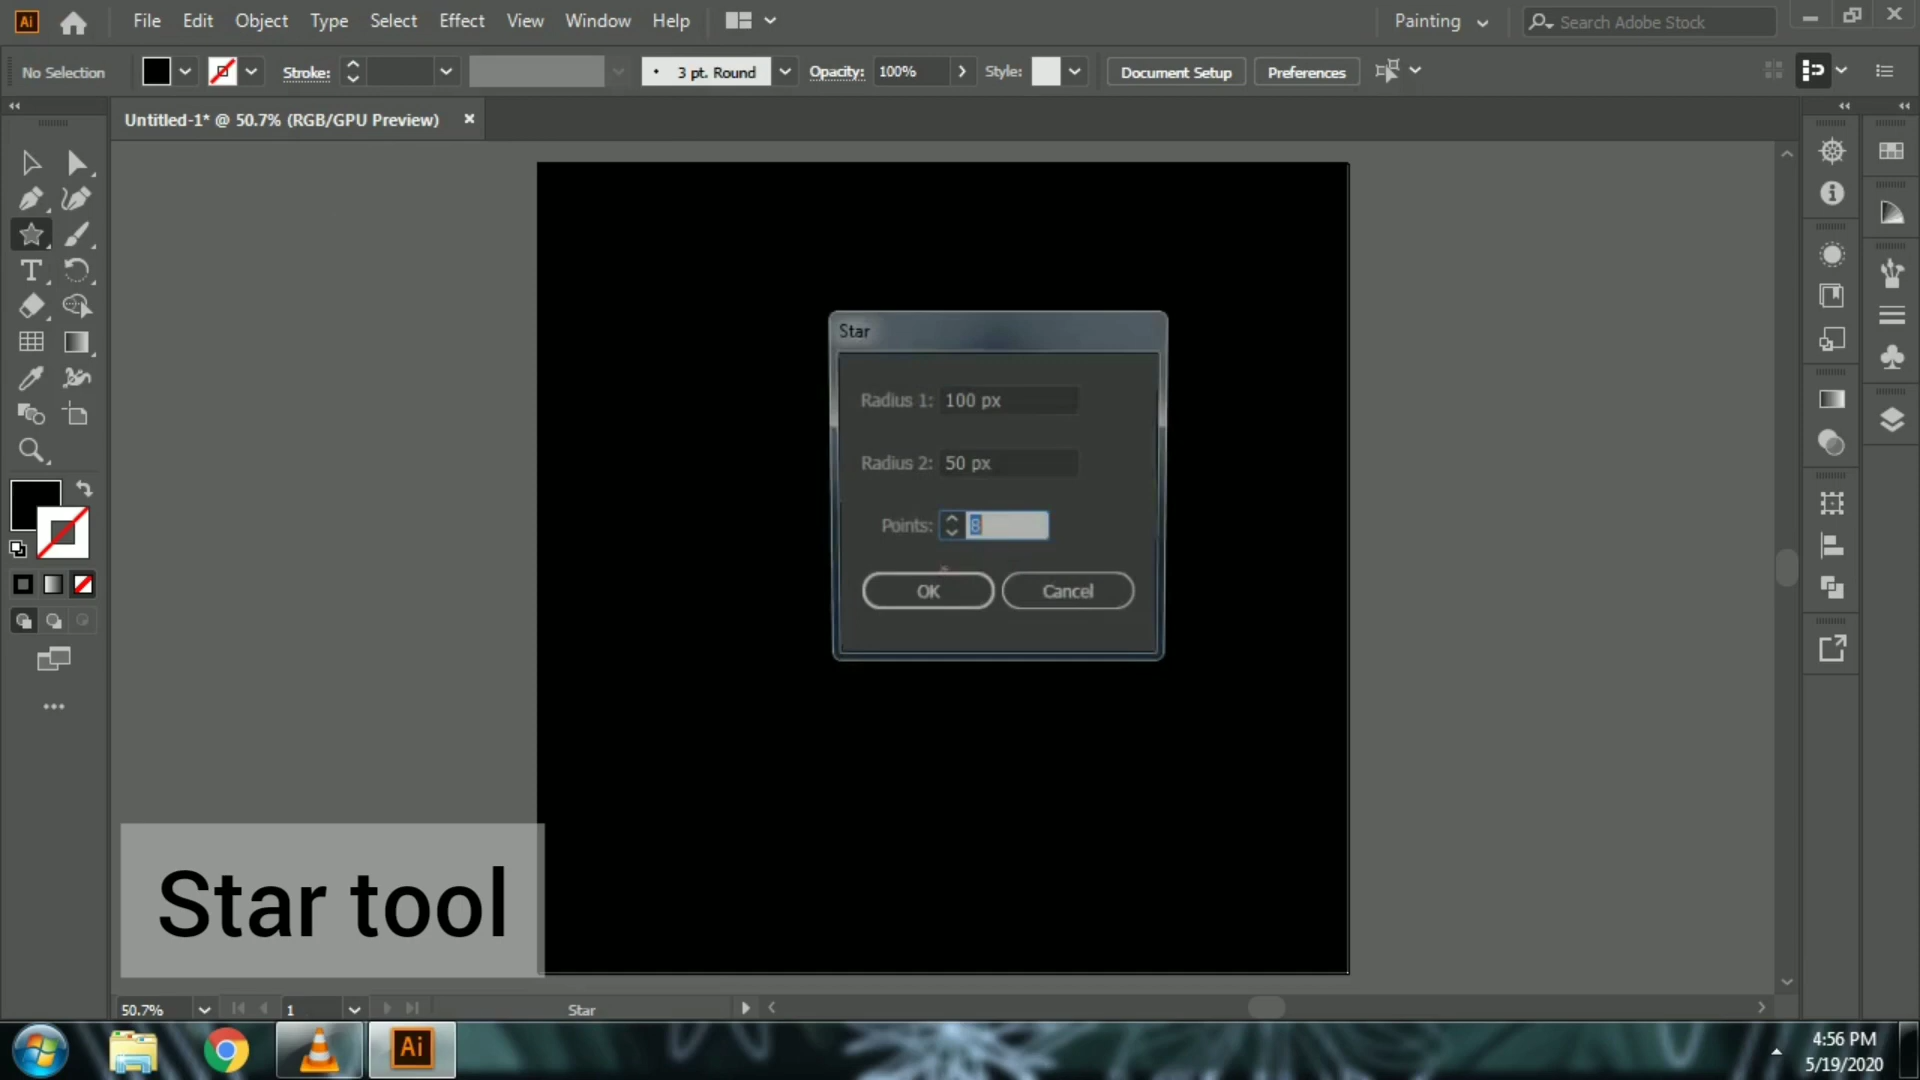 Ai
File Edit Object Type Select Effect View Window Help
Painting
Search Adobe Stock
No Selection
Stroke:
3 pt. Round
Opacity: 100%
Style:
Document Setup
Preferences
Untitled-1* @ 50.7% (RGB/GPU Preview)
Star
Radius 1: 100 px
Radius 2: 50 px
Points: 8
OK
Cancel
Star tool
50.7%
1
Star
Ai
4:56 PM
5/19/2020